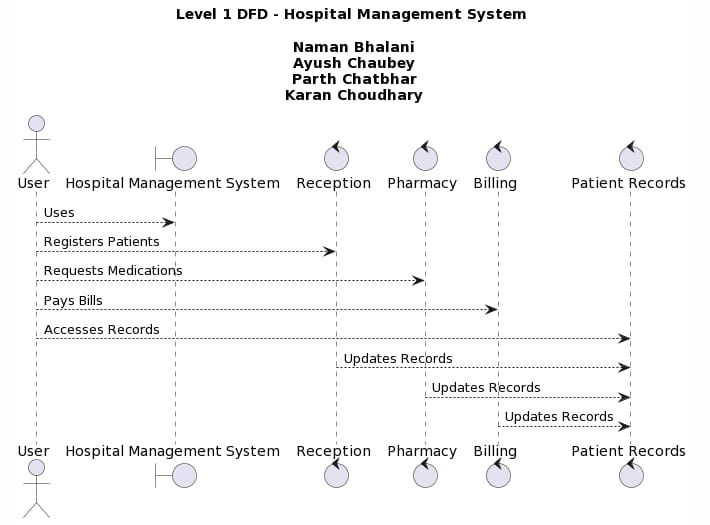 Level 1 DFD - Hospital Management System
Naman Bhalani
Ayush Chaubey
Parth Chatbhar
Karan Choudhary
User Hospital Management System Reception Pharmacy Billing Patient Records
Uses
Registers Patients
Requests Medications
Pays Bills
Accesses Records
Updates Records
Updates Records
Updates Records
User Hospital Management System Reception Pharmacy Billing Patient Records